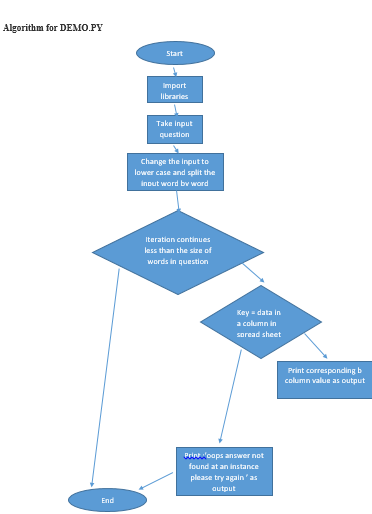 Algorithm for DEMO.PY
Start
Import
libraries
Take input
question
Change the input to
lower case and split the
input word by word
Iteration continues
less than the size of
words in question
Key = data in
a column in
spread sheet
Print corresponding b
column value as output
Print 'oops answer not
found at an instance
please try again ' as
output
End